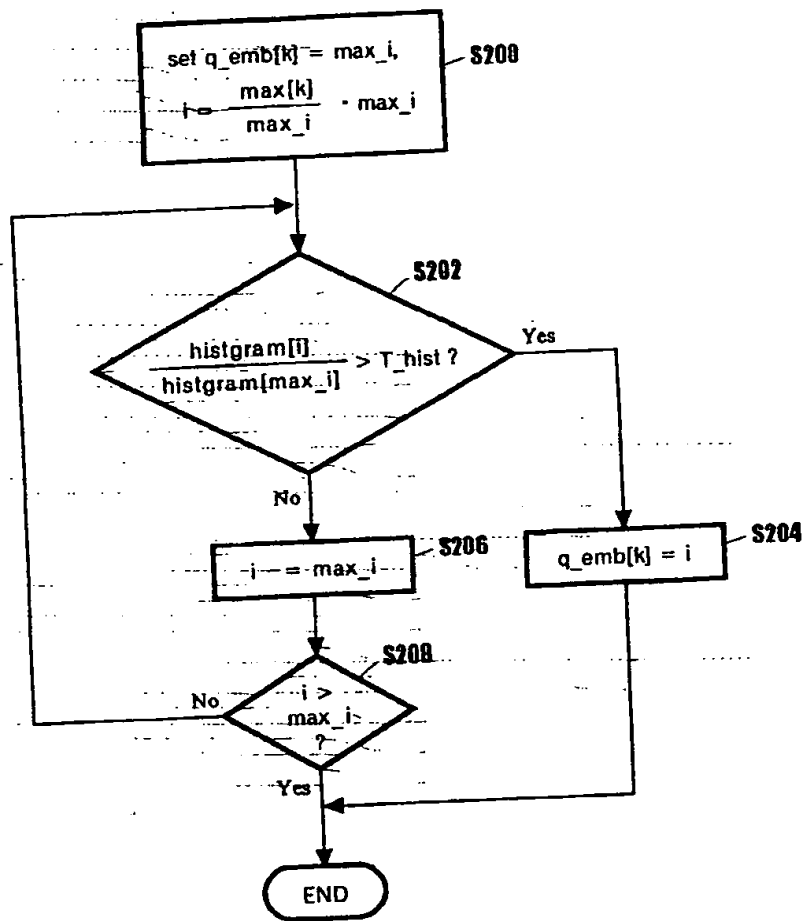 set q_emb[k] = max_i,
i = max[k] / max_i · max_i
S200
S202
histgram[i] / histgram[max_i] > T_hist ?
Yes
No
S206
i -= max_i
S204
q_emb[k] = i
S208
No
i >
max_i
?
Yes
END